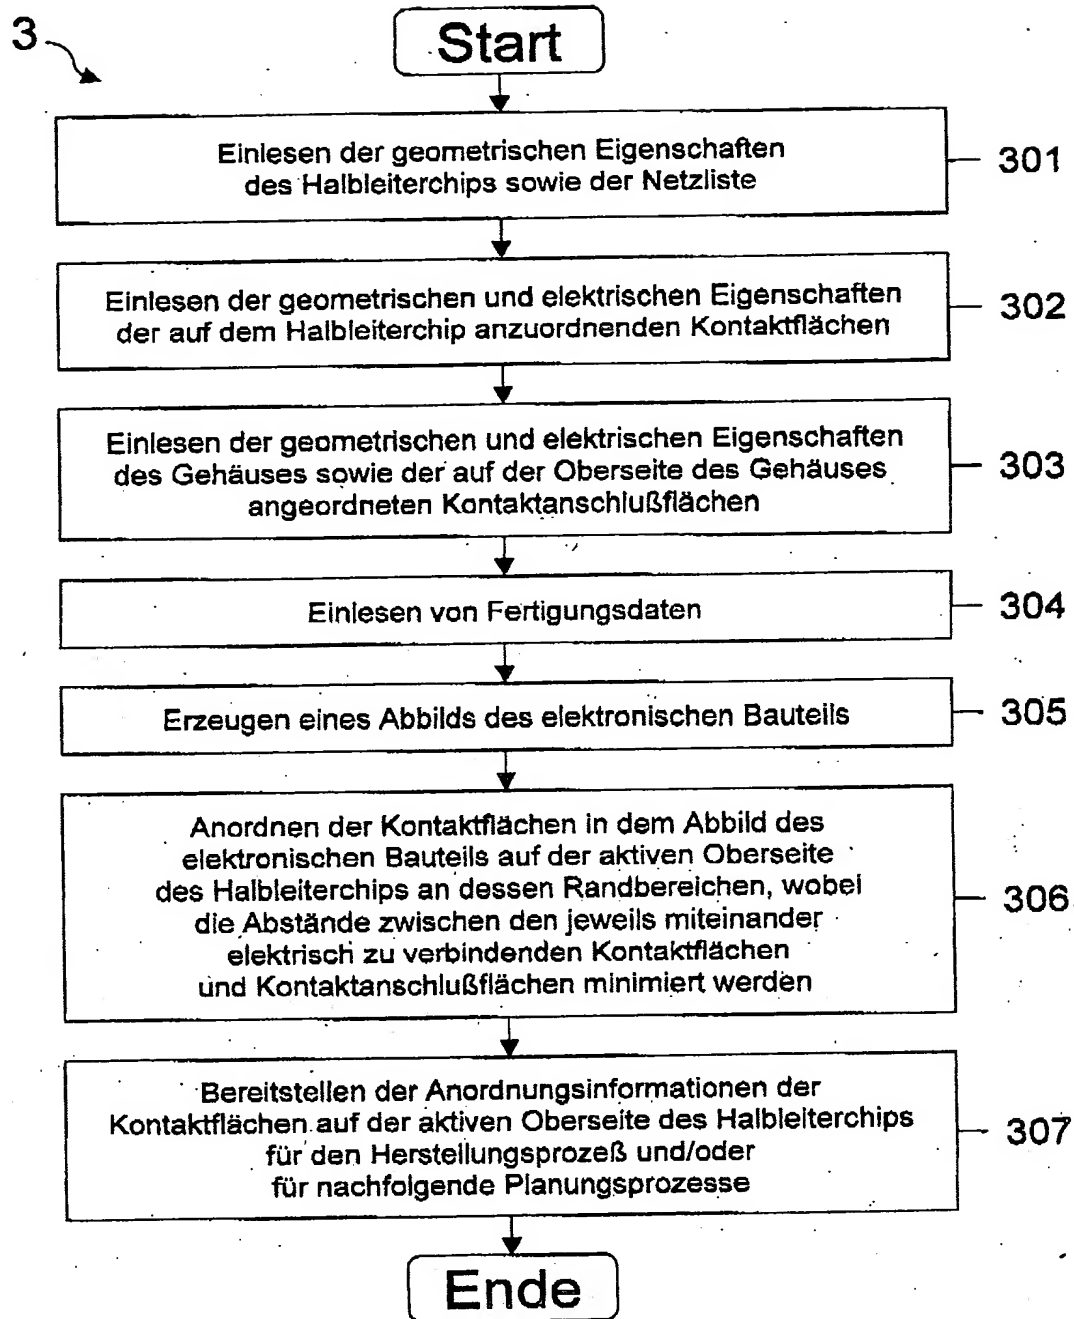 3
Start
Einlesen der geometrischen Eigenschaften
des Halbleiterchips sowie der Netzliste
301
Einlesen der geometrischen und elektrischen Eigenschaften
der auf dem Halbleiterchip anzuordnenden Kontaktflächen
302
Einlesen der geometrischen und elektrischen Eigenschaften
des Gehäuses sowie der auf der Oberseite des Gehäuses
angeordneten Kontaktanschlußflächen
303
Einlesen von Fertigungsdaten
304
Erzeugen eines Abbilds des elektronischen Bauteils
305
Anordnen der Kontaktflächen in dem Abbild des
elektronischen Bauteils auf der aktiven Oberseite
des Halbleiterchips an dessen Randbereichen, wobei
die Abstände zwischen den jeweils miteinander
elektrisch zu verbindenden Kontaktflächen
und Kontaktanschlußflächen minimiert werden
306
Bereitstellen der Anordnungsinformationen der
Kontaktflächen auf der aktiven Oberseite des Halbleiterchips
für den Herstellungsprozeß und/oder
für nachfolgende Planungsprozesse
307
Ende